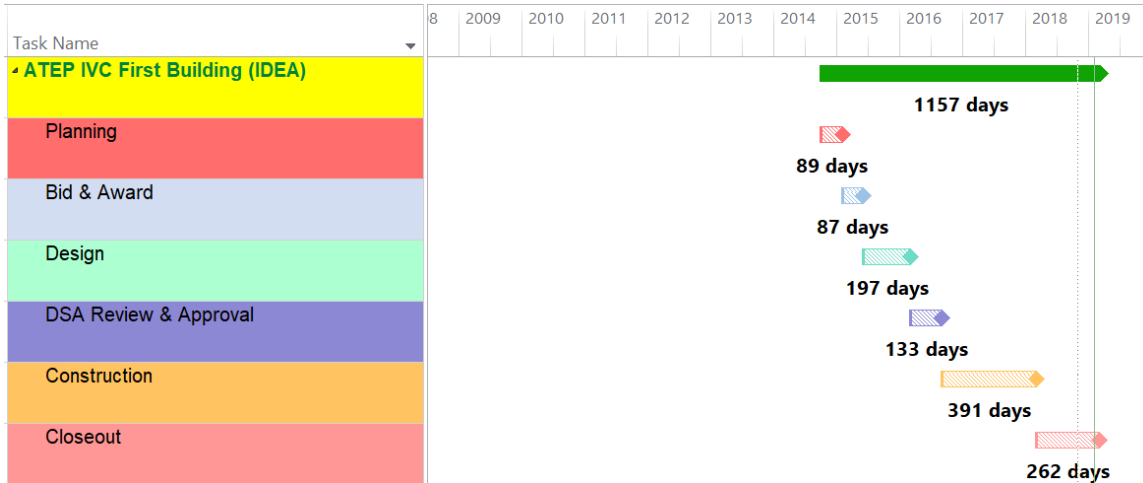 8 2009 2010 2011 2012 2013 2014 2015 2016 2017 2018 2019
Task Name
ATEP IVC First Building (IDEA)
1157 days
Planning
89 days
Bid & Award
87 days
Design
197 days
DSA Review & Approval
133 days
Construction
391 days
Closeout
262 days